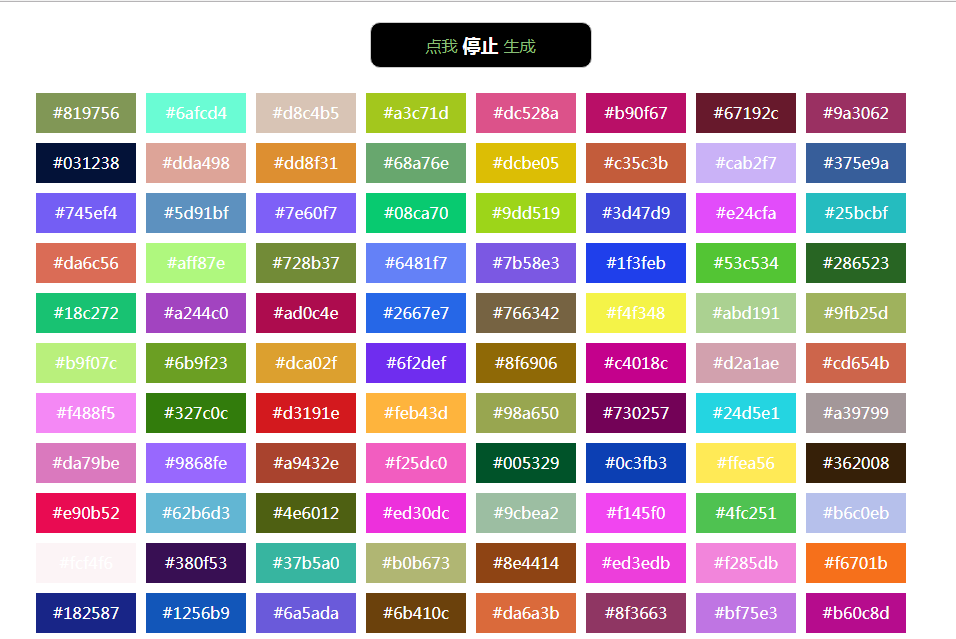 点我 停止 生成
#819756 #6afcd4 #d8c4b5 #a3c71d #dc528a #b90f67 #67192c #9a3062
#031238 #dda498 #dd8f31 #68a76e #dcbe05 #c35c3b #cab2f7 #375e9a
#745ef4 #5d91bf #7e60f7 #08ca70 #9dd519 #3d47d9 #e24cfa #25bcbf
#da6c56 #aff87e #728b37 #6481f7 #7b58e3 #1f3feb #53c534 #286523
#18c272 #a244c0 #ad0c4e #2667e7 #766342 #f4f348 #abd191 #9fb25d
#b9f07c #6b9f23 #dca02f #6f2def #8f6906 #c4018c #d2a1ae #cd654b
#f488f5 #327c0c #d3191e #feb43d #98a650 #730257 #24d5e1 #a39799
#da79be #9868fe #a9432e #f25dc0 #005329 #0c3fb3 #ffea56 #362008
#e90b52 #62b6d3 #4e6012 #ed30dc #9cbea2 #f145f0 #4fc251 #b6c0eb
#fcf4f6 #380f53 #37b5a0 #b0b673 #8e4414 #ed3edb #f285db #f6701b
#182587 #1256b9 #6a5ada #6b410c #da6a3b #8f3663 #bf75e3 #b60c8d